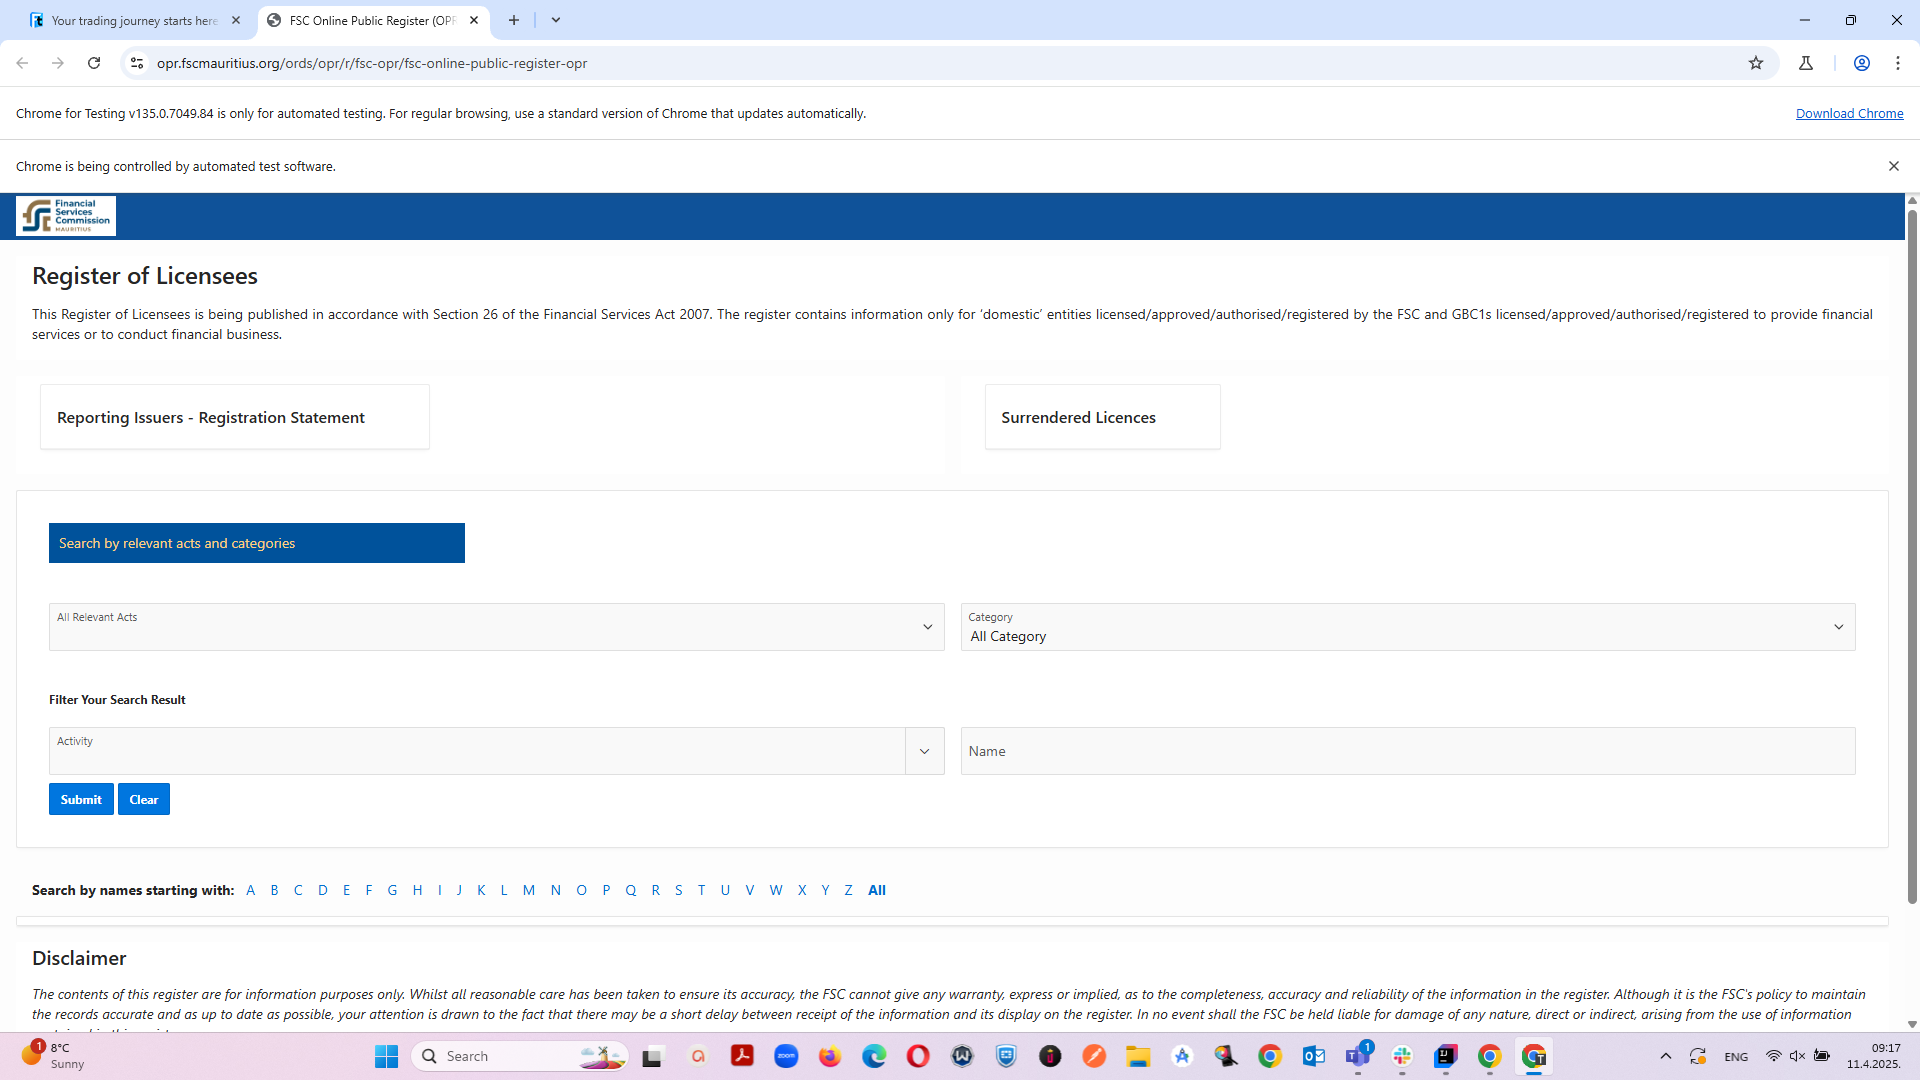 Your trading journey starts here
FSC Online Public Register (OPR
opr.fscmauritius.org/ords/opr/r/fsc-opr/fsc-online-public-register-opr
Chrome for Testing v135.0.7049.84 is only for automated testing. For regular browsing, use a standard version of Chrome that updates automatically.
Download Chrome
Chrome is being controlled by automated test software.
Financial
Services
Commission
MAURITIUS
Register of Licensees
This Register of Licensees is being published in accordance with Section 26 of the Financial Services Act 2007. The register contains information only for ‘domestic’ entities licensed/approved/authorised/registered by the FSC and GBC1s licensed/approved/authorised/registered to provide financial
services or to conduct financial business.
Reporting Issuers - Registration Statement
Surrendered Licences
Search by relevant acts and categories
All Relevant Acts
Category
All Category
Filter Your Search Result
Activity
Name
Submit
Clear
Search by names starting with: A B C D E F G H I J K L M N O P Q R S T U V W X Y Z All
Disclaimer
The contents of this register are for information purposes only. Whilst all reasonable care has been taken to ensure its accuracy, the FSC cannot give any warranty, express or implied, as to the completeness, accuracy and reliability of the information in the register. Although it is the FSC's policy to maintain
the records accurate and as up to date as possible, your attention is drawn to the fact that there may be a short delay between receipt of the information and its display on the register. In no event shall the FSC be held liable for damage of any nature, direct or indirect, arising from the use of information
1
8°C
Sunny
Search
zoom
1
ENG
09:17
11.4.2025.